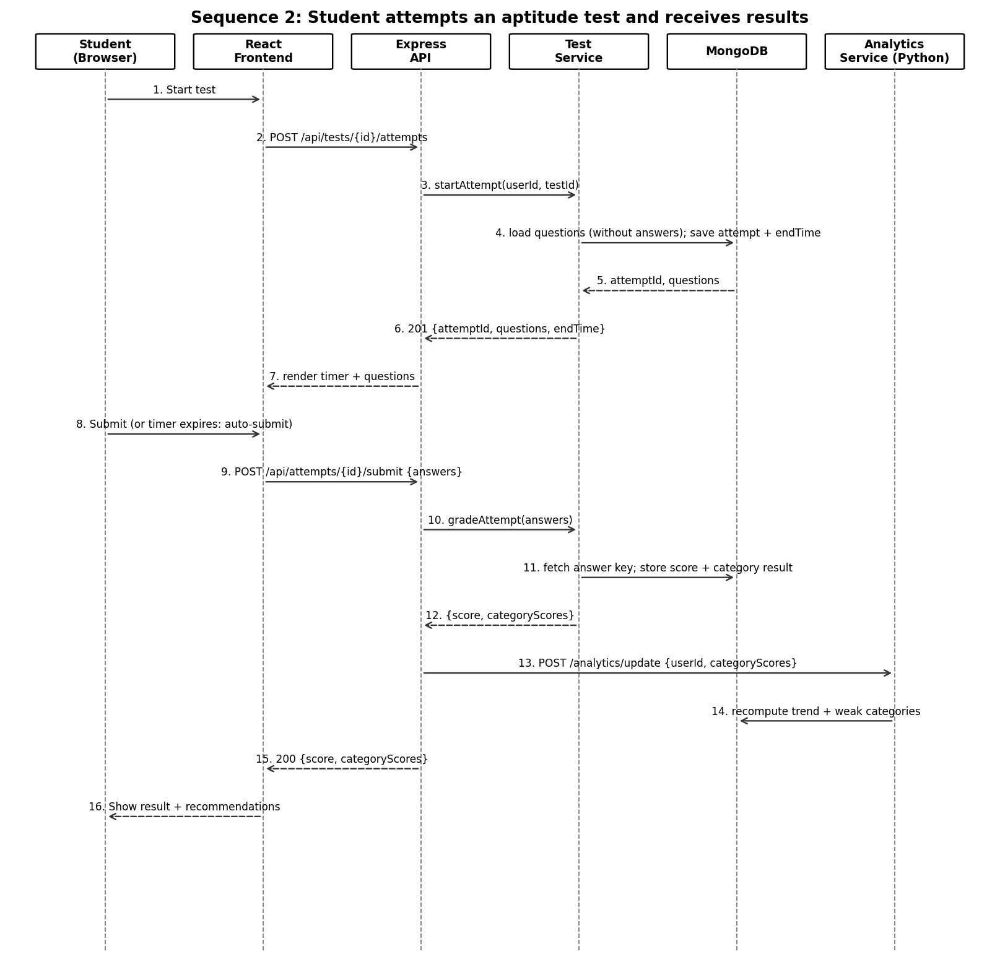 Sequence 2: Student attempts an aptitude test and receives results
Student
(Browser)
React
Frontend
Express
API
Test
Service
MongoDB
Analytics
Service (Python)
1. Start test
2. POST /api/tests/{id}/attempts
3. startAttempt(userId, testId)
4. load questions (without answers); save attempt + endTime
5. attemptId, questions
6. 201 {attemptId, questions, endTime}
7. render timer + questions
8. Submit (or timer expires: auto-submit)
9. POST /api/attempts/{id}/submit {answers}
10. gradeAttempt(answers)
11. fetch answer key; store score + category result
12. {score, categoryScores}
13. POST /analytics/update {userId, categoryScores}
14. recompute trend + weak categories
15. 200 {score, categoryScores}
16. Show result + recommendations